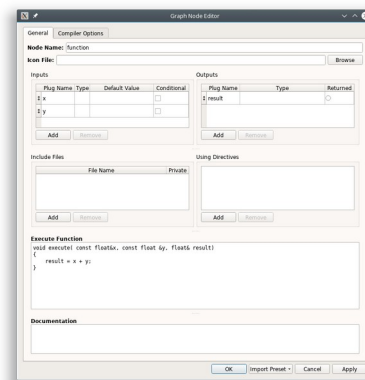 Graph Node Editor
General Compiler Options
Node Name: function
Icon File: Browse
Inputs
Plug Name Type Default Value Conditional
x
y
Add Remove
Outputs
Plug Name Type Returned
result
Add Remove
Include Files
File Name Private
Add Remove
Using Directives
Add Remove
Execute Function
void execute( const float&x, const float &y, float& result)
{
result = x + y;
}
Documentation
OK Import Preset Cancel Apply